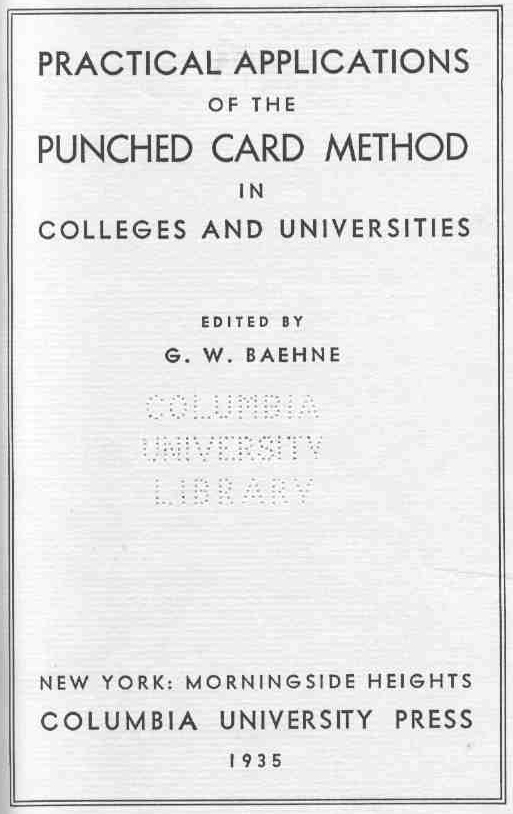 PRACTICAL APPLICATIONS
OF THE
PUNCHED CARD METHOD
IN
COLLEGES AND UNIVERSITIES
EDITED BY
G. W. BAEHNE
COLUMBIA
UNIVERSITY
LIBRARY
NEW YORK: MORNINGSIDE HEIGHTS
COLUMBIA UNIVERSITY PRESS
1935